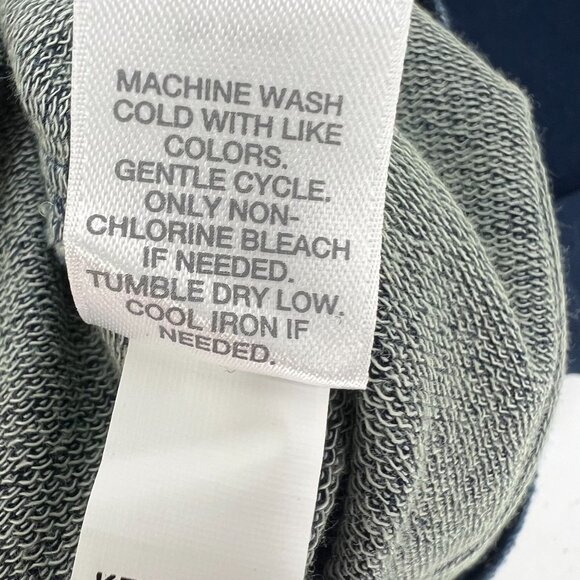 MACHINE WASH
COLD WITH LIKE
COLORS.
GENTLE CYCLE.
ONLY NON-
CHLORINE BLEACH
IF NEEDED.
TUMBLE DRY LOW.
COOL IRON IF
NEEDED.